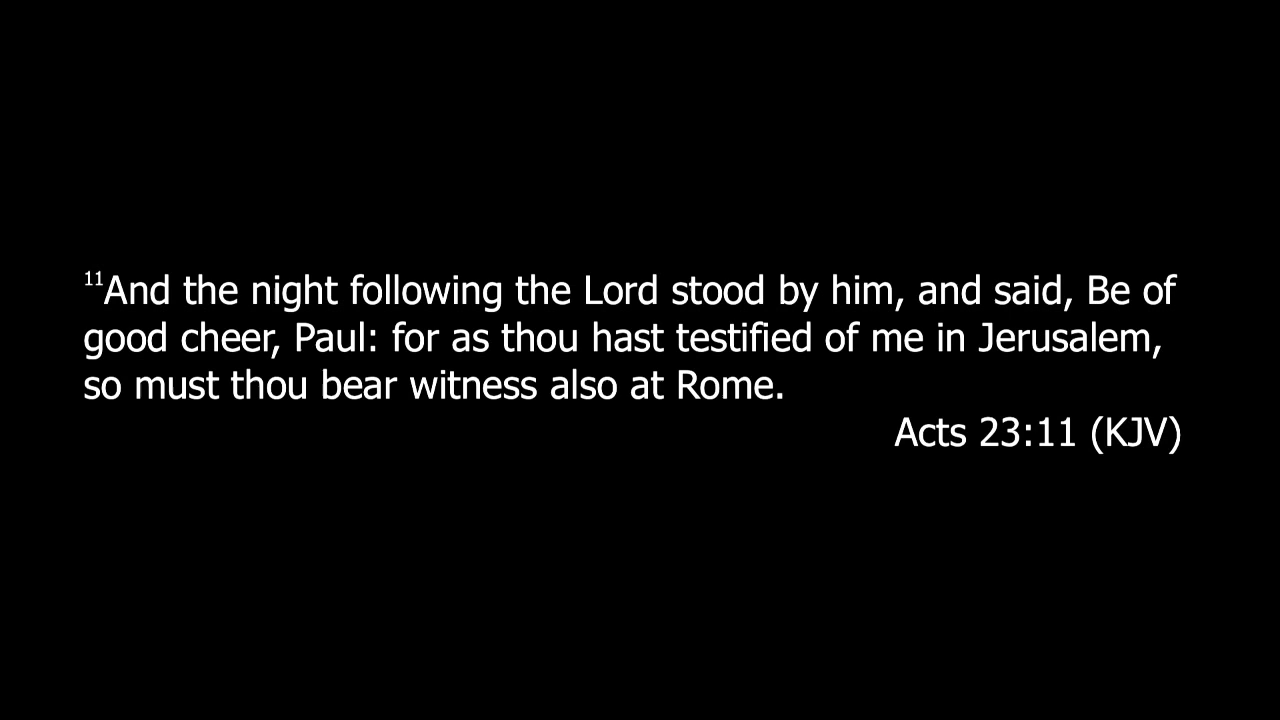 11And the night following the Lord stood by him, and said, Be of
good cheer, Paul: for as thou hast testified of me in Jerusalem,
so must thou bear witness also at Rome.
Acts 23:11 (KJV)